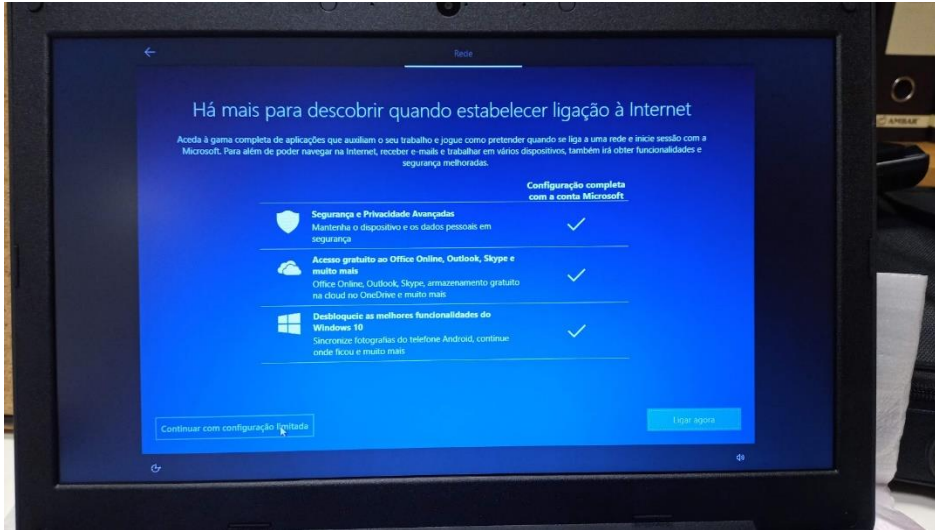 Rede
Há mais para descobrir quando estabelecer ligação à Internet
Aceda à gama completa de aplicações que auxiliam o seu trabalho e jogue como pretender quando se liga a uma rede e inicie sessão com a
Microsoft. Para além de poder navegar na Internet, receber e-mails e trabalhar em vários dispositivos, também irá obter funcionalidades e
segurança melhoradas.
Configuração completa
com a conta Microsoft
Segurança e Privacidade Avançadas
Mantenha o dispositivo e os dados pessoais em
segurança
Acesso gratuito ao Office Online, Outlook, Skype e
muito mais
Office Online, Outlook, Skype, armazenamento gratuito
na cloud no OneDrive e muito mais
Desbloqueie as melhores funcionalidades do
Windows 10
Sincronize fotografias do telefone Android, continue
onde ficou e muito mais
Continuar com configuração limitada
Ligar agora
AMBAR